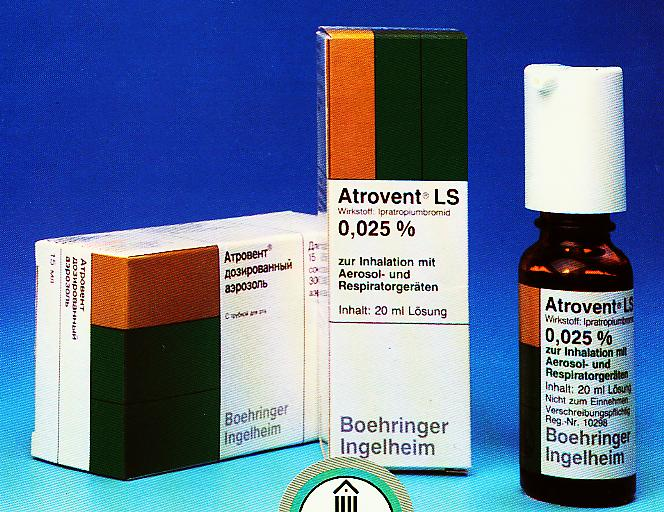 15 мл
Атровент
дозированный
аэрозоль
Атровент®
дозированный
аэрозоль
С трубкой для рта
Boehringer
Ingelheim
Atrovent® LS
Wirkstoff: Ipratropiumbromid
0,025 %
zur Inhalation mit
Aerosol- und
Respiratorgeräten
Inhalt: 20 ml Lösung
Boehringer
Ingelheim
Atrovent® LS
Wirkstoff: Ipratropiumbromid
0,025 %
zur Inhalation mit
Aerosol- und
Respiratorgeräten
Inhalt: 20 ml Lösung
Nicht zum Einnehmen
Verschreibungspflichtig
Reg.-Nr. 10298
Boehringer
Ingelheim